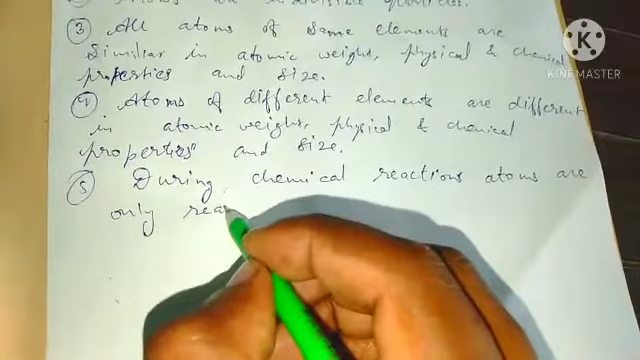 ③ All atoms of same elements are
Similiar in atomic weight, physical & chemical
properties and size.
④ Atoms of different elements are different
in atomic weight, physical & chemical
properties and size.
⑤ During chemical reactions atoms are
only rea
KINEMASTER